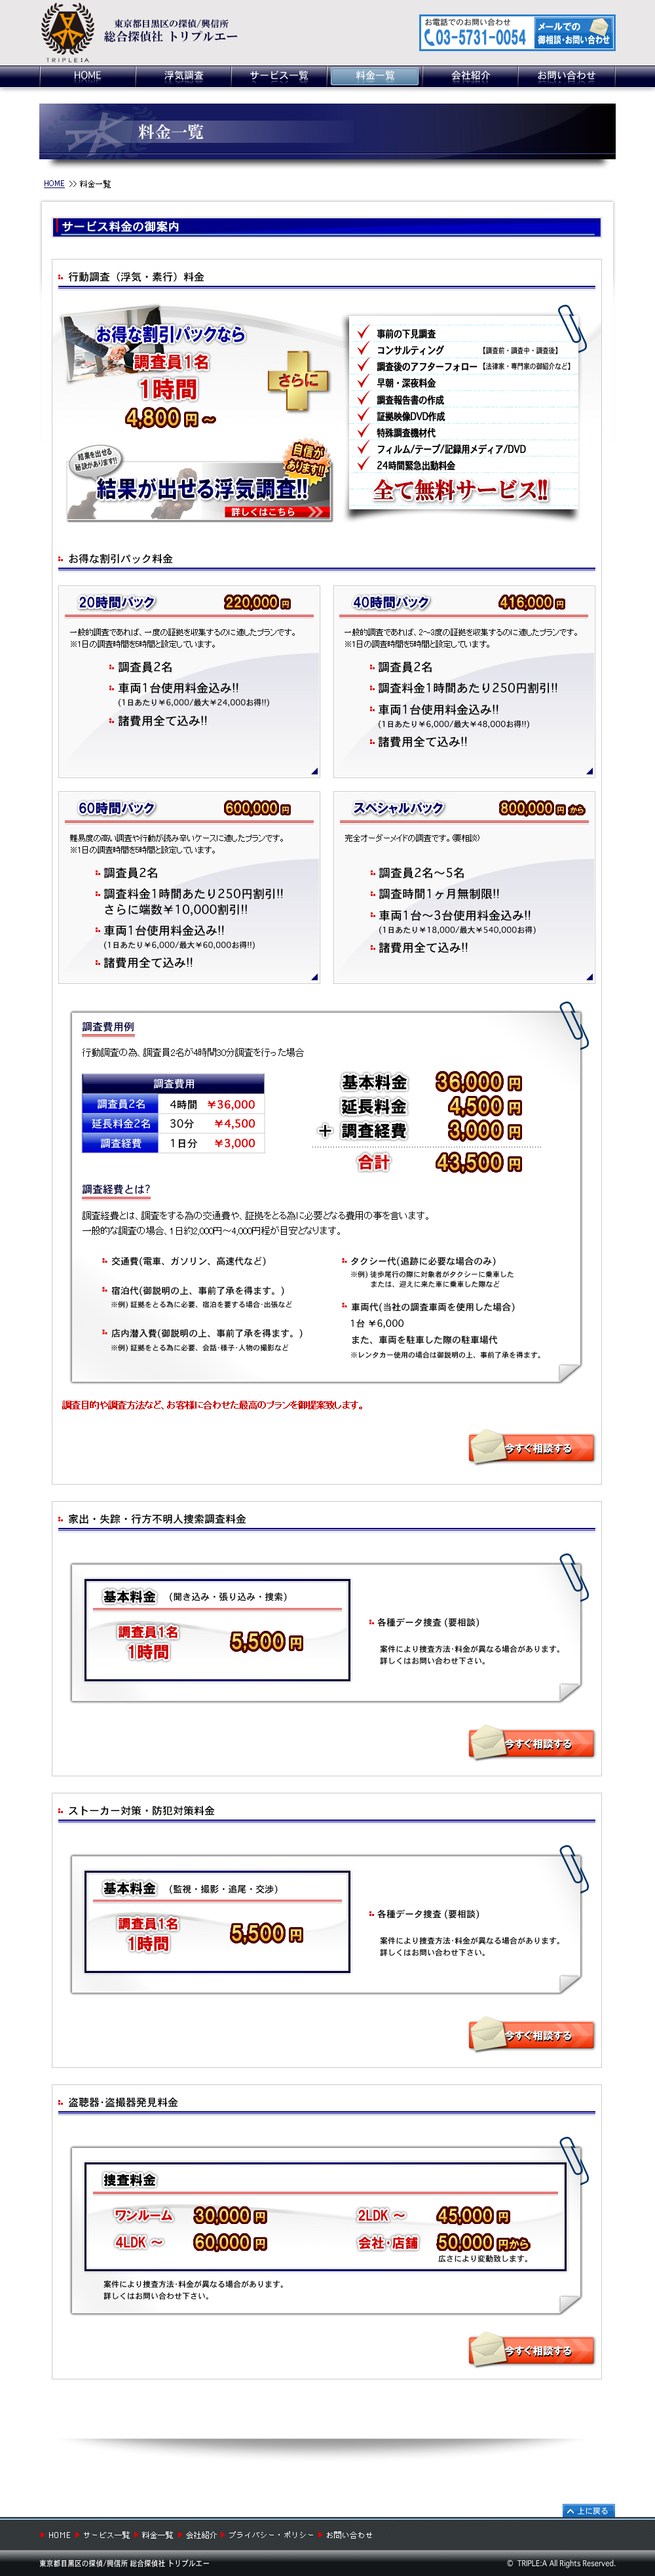 東京都目黒区の探偵/興信所
総合探偵社 トリプルエー
TRIPLE:A
お電話でのお問い合わせ
03-5731-0054
メールでの
御相談・お問い合わせ
HOME 浮気調査 サービス一覧 料金一覧 会社紹介 お問い合わせ
料金一覧
HOME >> 料金一覧
サービス料金の御案内
行動調査（浮気・素行）料金
お得な割引パックなら
調査員1名
1時間
4,800円～
さらに
結果を出せる
秘訣があります!!
自信が
あります!!
結果が出せる浮気調査!!
詳しくはこちら
事前の下見調査
コンサルティング 【調査前・調査中・調査後】
調査後のアフターフォロー【法律家・専門家の御紹介など】
早朝・深夜料金
調査報告書の作成
証拠映像DVD作成
特殊調査機材代
フィルム/テープ/記録用メディア/DVD
24時間緊急出動料金
全て無料サービス!!
お得な割引パック料金
20時間パック 220,000円
一般的調査であれば、一度の証拠を収集するのに適したプランです。
※1日の調査時間を5時間と設定しています。
調査員2名
車両1台使用料金込み!!
(1日あたり¥6,000/最大¥24,000お得!!)
諸費用全て込み!!
40時間パック 416,000円
一般的調査であれば、2～3度の証拠を収集するのに適したプランです。
※1日の調査時間を5時間と設定しています。
調査員2名
調査料金1時間あたり250円割引!!
車両1台使用料金込み!!
(1日あたり¥6,000/最大¥48,000お得!!)
諸費用全て込み!!
60時間パック 600,000円
難易度の高い調査や行動が読み辛いケースに適したプランです。
※1日の調査時間を5時間と設定しています。
調査員2名
調査料金1時間あたり250円割引!!
さらに端数¥10,000割引!!
車両1台使用料金込み!!
(1日あたり¥6,000/最大¥60,000お得!!)
諸費用全て込み!!
スペシャルパック 800,000円から
完全オーダーメイドの調査です。(要相談)
調査員2名～5名
調査時間1ヶ月無制限!!
車両1台～3台使用料金込み!!
(1日あたり¥18,000/最大¥540,000お得)
諸費用全て込み!!
調査費用例
行動調査の為、調査員2名が4時間30分調査を行った場合
調査費用
調査員2名 4時間 ¥36,000
延長料金2名 30分 ¥4,500
調査経費 1日分 ¥3,000
基本料金 36,000円
延長料金 4,500円
＋ 調査経費 3,000円
合計 43,500円
調査経費とは?
調査経費とは、調査をする為の交通費や、証拠をとる為に必要となる費用の事を言います。
一般的な調査の場合、1日約2,000円～4,000円程が目安となります。
交通費(電車、ガソリン、高速代など)
宿泊代(御説明の上、事前了承を得ます。)
※例) 証拠をとる為に必要、宿泊を要する場合･出張など
店内潜入費(御説明の上、事前了承を得ます。)
※例) 証拠をとる為に必要、会話･様子･人物の撮影など
タクシー代(追跡に必要な場合のみ)
※例) 徒歩尾行の際に対象者がタクシーに乗車した
または、迎えに来た車に乗車した際など
車両代(当社の調査車両を使用した場合)
1台 ¥6,000
また、車両を駐車した際の駐車場代
※レンタカー使用の場合は御説明の上、事前了承を得ます。
調査目的や調査方法など、お客様に合わせた最高のプランを御提案致します。
今すぐ相談する
家出・失踪・行方不明人捜索調査料金
基本料金 (聞き込み・張り込み・捜索)
調査員1名
1時間
5,500円
各種データ捜査 (要相談)
案件により捜査方法･料金が異なる場合があります。
詳しくはお問い合わせ下さい。
今すぐ相談する
ストーカー対策・防犯対策料金
基本料金 (監視・撮影・追尾・交渉)
調査員1名
1時間
5,500円
各種データ捜査 (要相談)
案件により捜査方法･料金が異なる場合があります。
詳しくはお問い合わせ下さい。
今すぐ相談する
盗聴器･盗撮器発見料金
捜査料金
ワンルーム 30,000円
2LDK ～ 45,000円
4LDK ～ 60,000円
会社･店舗 50,000円から
広さにより変動致します。
案件により捜査方法･料金が異なる場合があります。
詳しくはお問い合わせ下さい。
今すぐ相談する
上に戻る
HOME サービス一覧 料金一覧 会社紹介 プライバシー・ポリシー お問い合わせ
東京都目黒区の探偵/興信所 総合探偵社 トリプルエー
© TRIPLE:A All Rights Reserved.